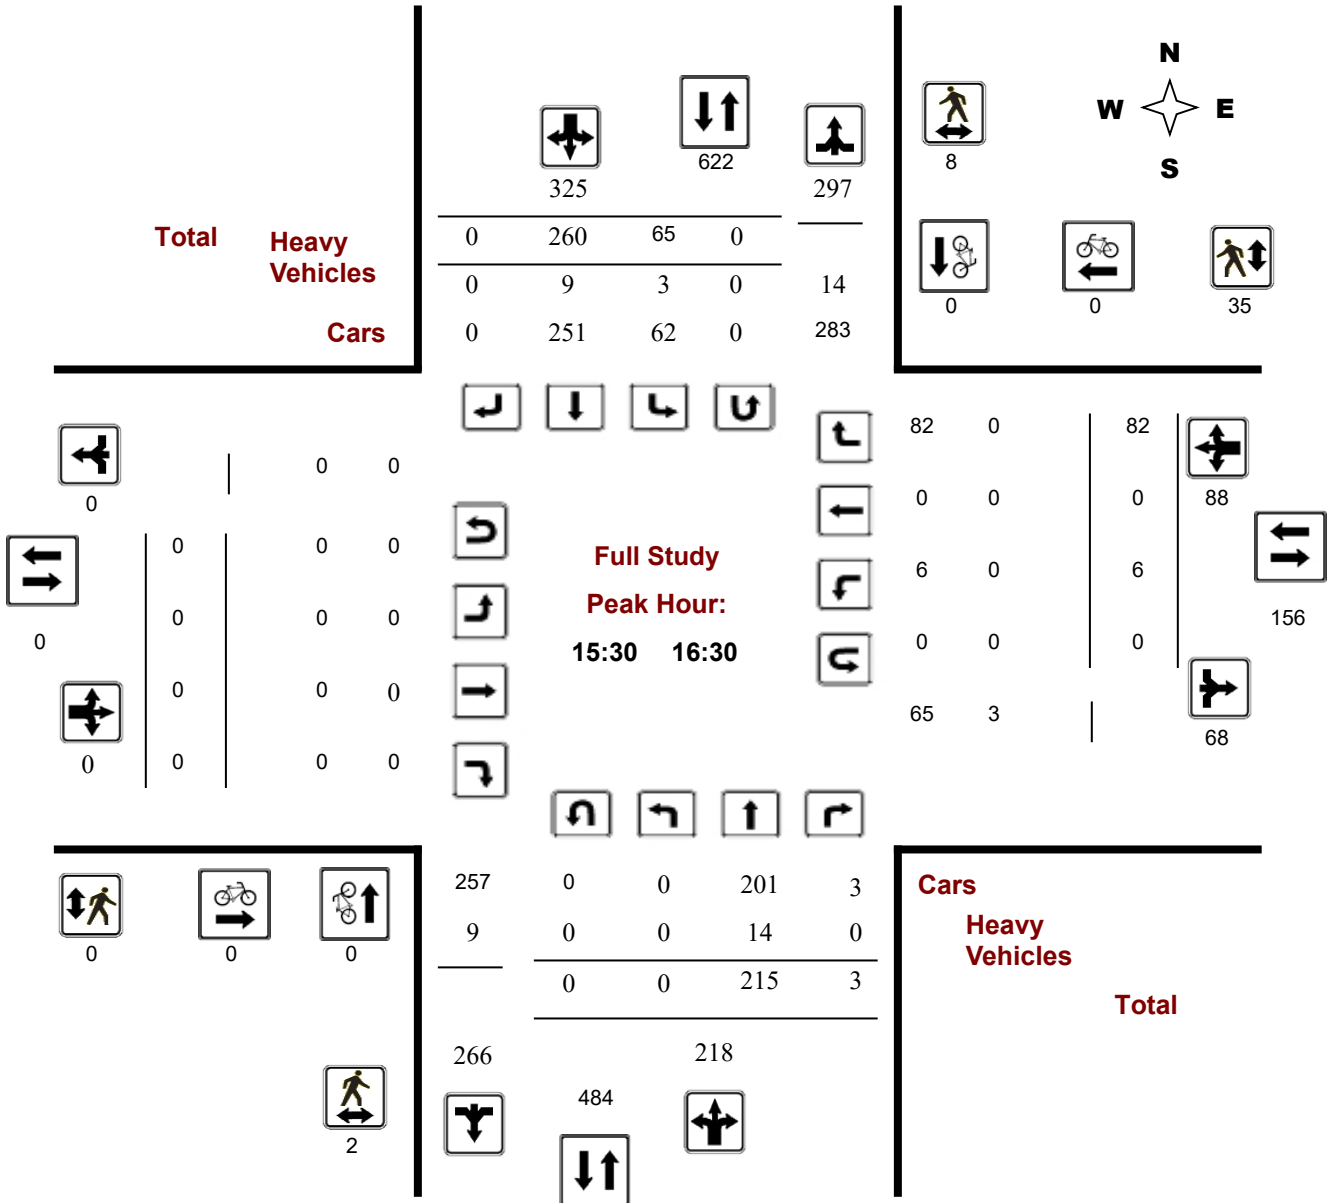 N
W E
S
622
8
325 297
Total Heavy Vehicles
0 260 65 0
0 9 3 0 14
Cars 0 251 62 0 283
0 0 35
82 0 82
0 0
0
0 0 0 88
0 0 0
Full Study
6 0 6
Peak Hour:
0 0 0
156
0
15:30 16:30
0 0 0
0 0 0
65 3
68
0
0 0 0
257 0 0 201 3
Cars
9 0 0 14 0
Heavy Vehicles
0 0 0
0 0 215 3
Total
266 218
484
2